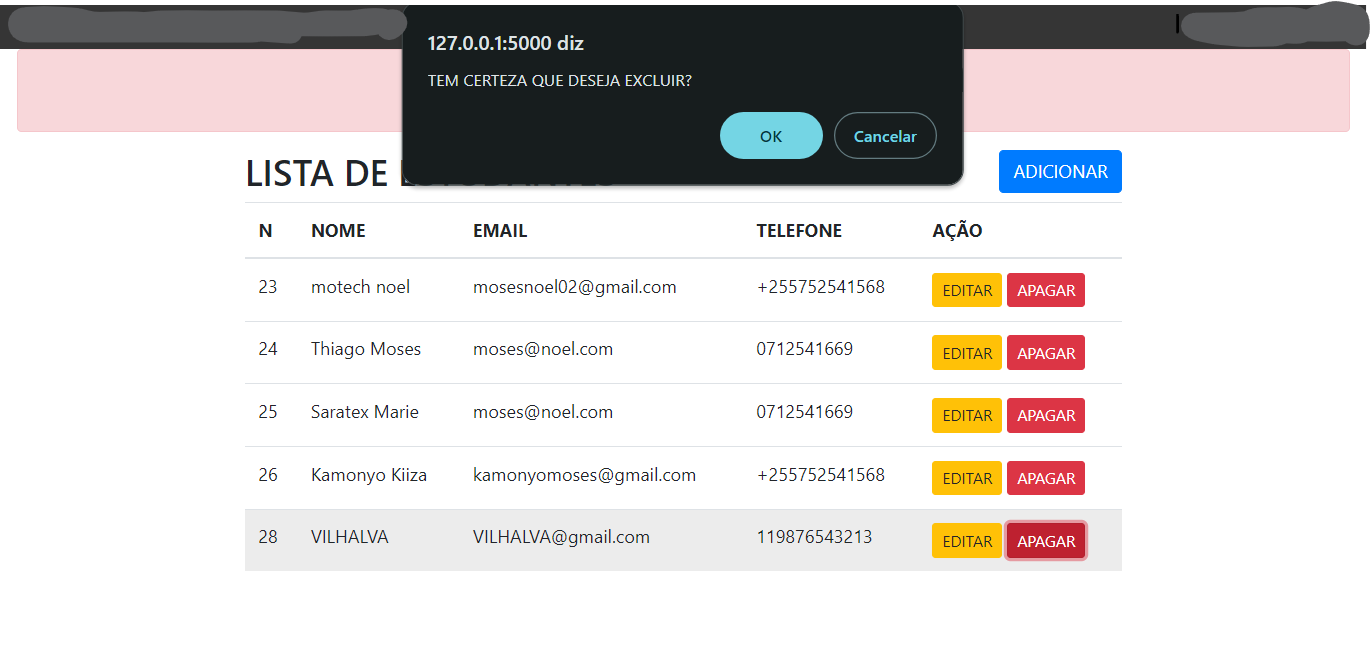 127.0.0.1:5000 diz
TEM CERTEZA QUE DESEJA EXCLUIR?
OK Cancelar
LISTA DE ADICIONAR
N NOME EMAIL TELEFONE AÇÃO
23 motech noel mosesnoel02@gmail.com +255752541568 EDITAR APAGAR
24 Thiago Moses moses@noel.com 0712541669 EDITAR APAGAR
25 Saratex Marie moses@noel.com 0712541669 EDITAR APAGAR
26 Kamonyo Kiiza kamonyomoses@gmail.com +255752541568 EDITAR APAGAR
28 VILHALVA VILHALVA@gmail.com 119876543213 EDITAR APAGAR